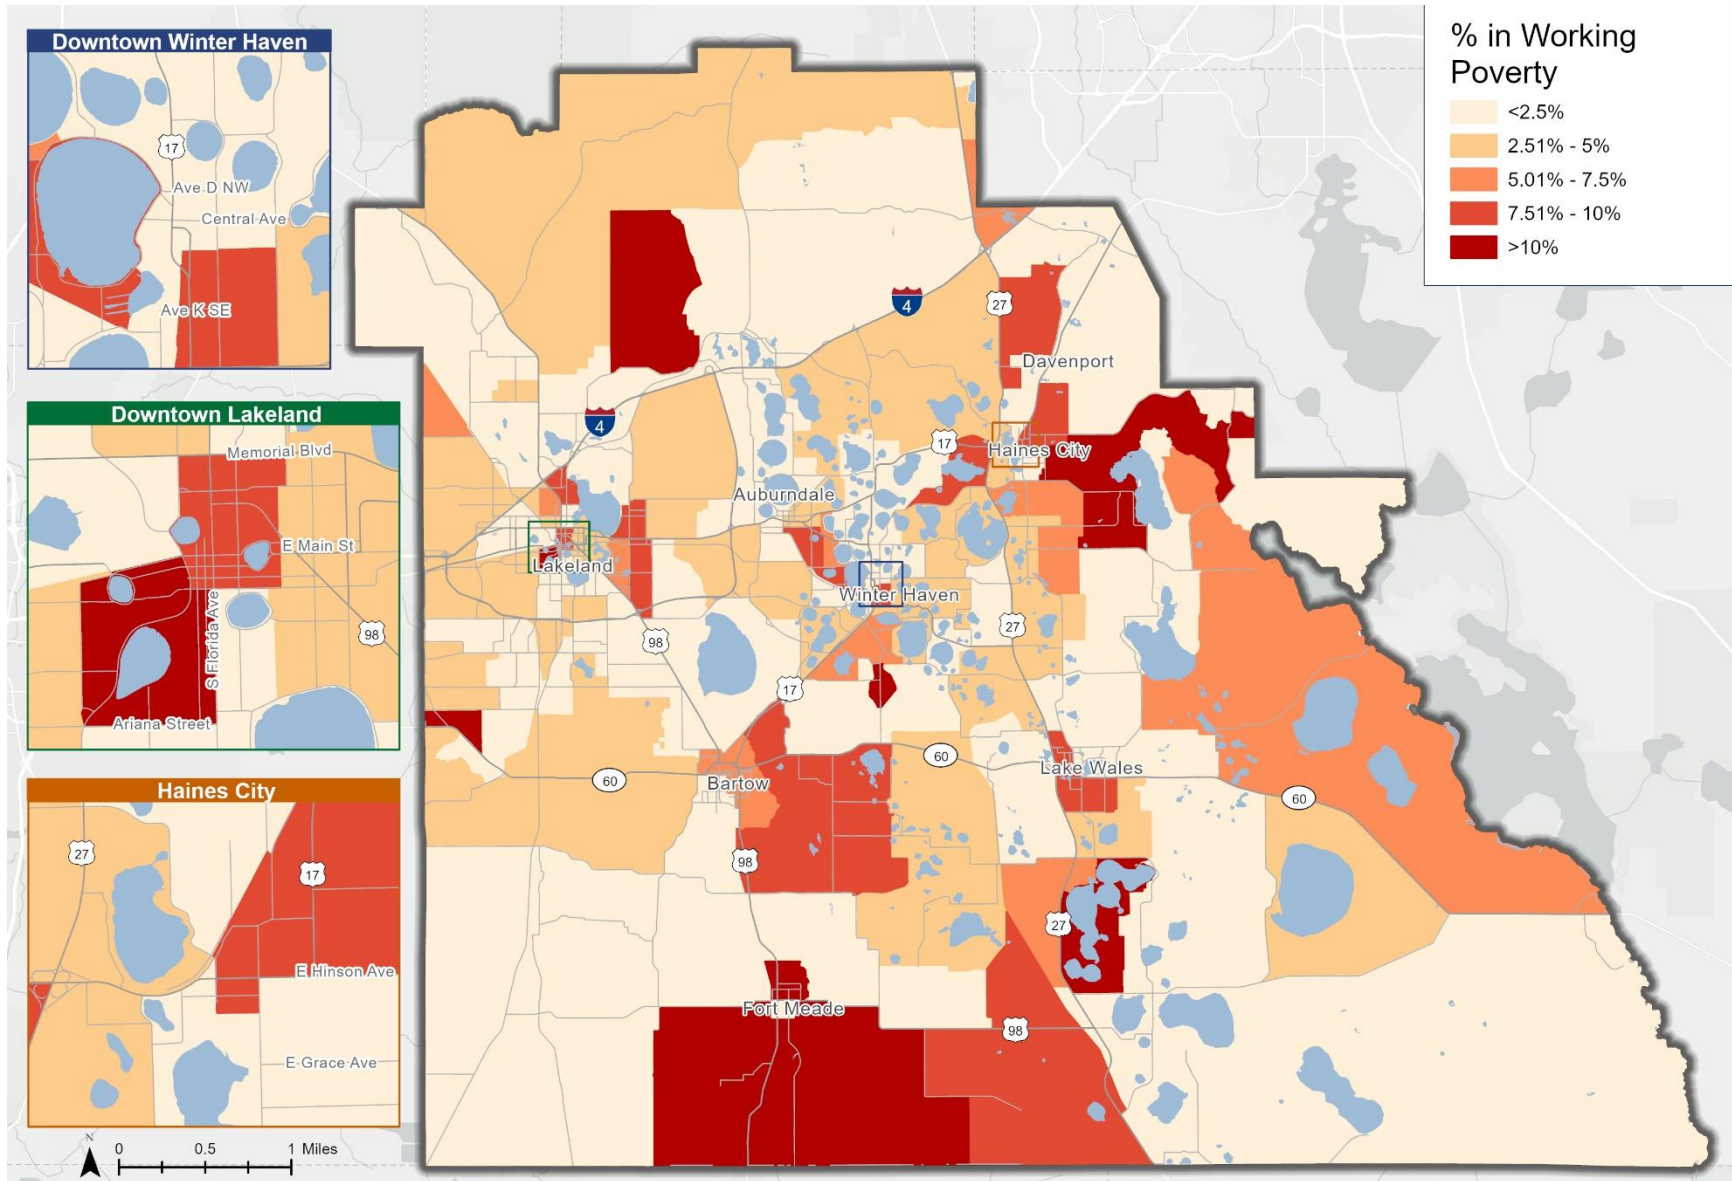 Downtown Winter Haven
17
Ave D NW
Central Ave
Ave K SE
Downtown Lakeland
Memorial Blvd
E Main St
S Florida Ave
98
Ariana Street
Haines City
27
17
E Hinson Ave
E Grace Ave
N
0 0.5 1 Miles
% in Working
Poverty
<2.5%
2.51% - 5%
5.01% - 7.5%
7.51% - 10%
>10%
4
27
Davenport
4
17
Haines City
Auburndale
Lakeland
Winter Haven
98
27
17
60
60
Bartow
Lake Wales
60
98
27
Fort Meade
98